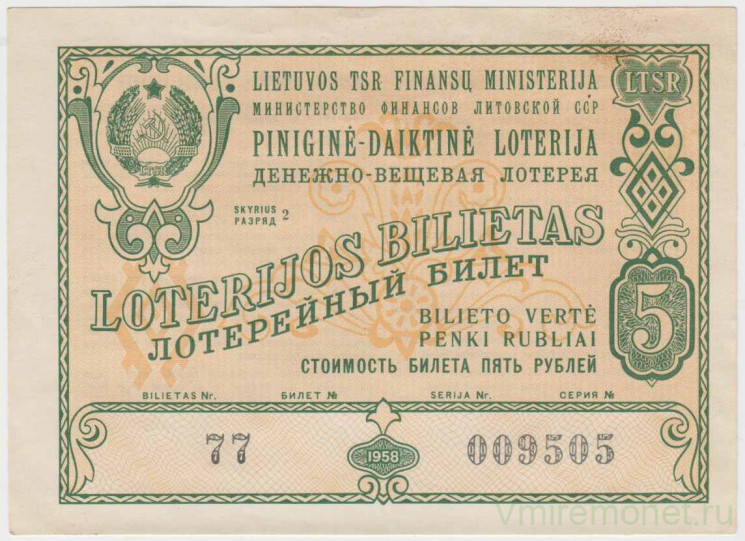 LIETUVOS TSR FINANSŲ MINISTERIJA
МИНИСТЕРСТВО ФИНАНСОВ ЛИТОВСКОЙ ССР
PINIGINĖ-DAIKTINĖ LOTERIJA
ДЕНЕЖНО-ВЕЩЕВАЯ ЛОТЕРЕЯ
LTSR
LTSR
SKYRIUS
РАЗРЯД 2
LOTERIJOS BILIETAS
ЛОТЕРЕЙНЫЙ БИЛЕТ
BILIETO VERTĖ
PENKI RUBLIAI
СТОИМОСТЬ БИЛЕТА ПЯТЬ РУБЛЕЙ
5
BILIETAS Nr. БИЛЕТ № SERIJA Nr. СЕРИЯ №
77 1958 009505
Vmiremonet.ru